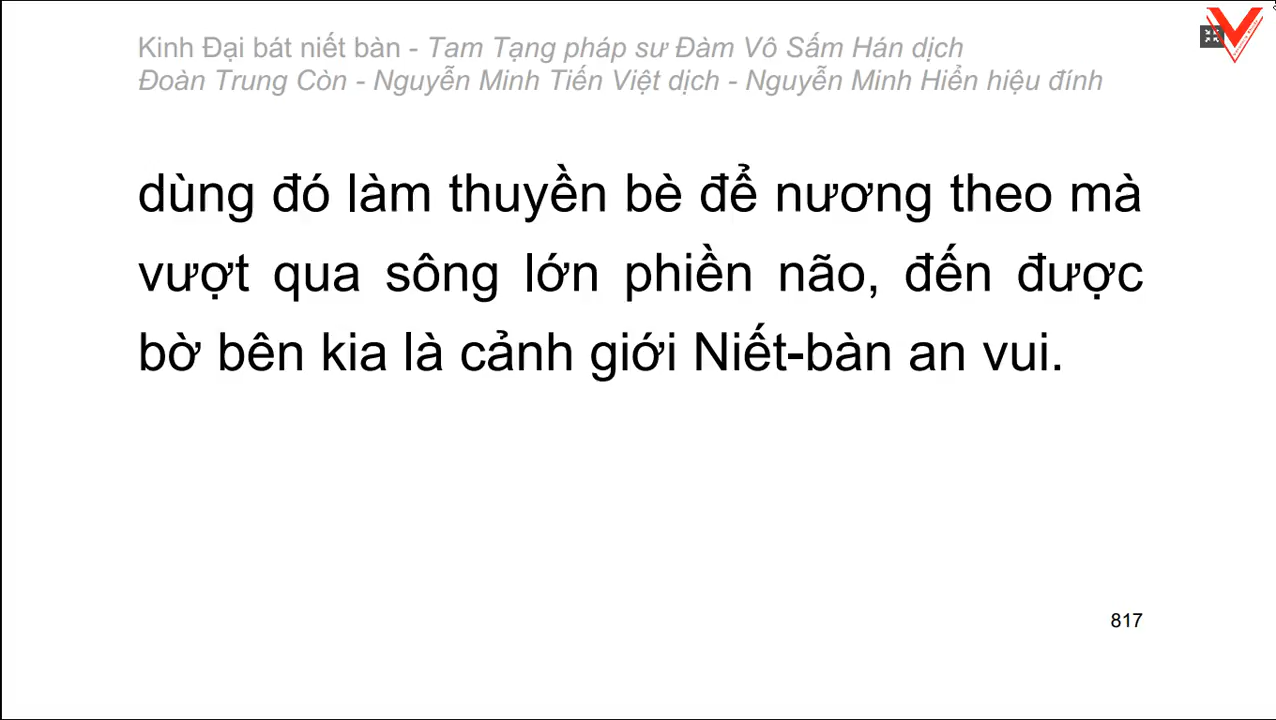 Kinh Đại bát niết bàn - Tam Tạng pháp sư Đàm Vô Sấm Hán dịch
Đoàn Trung Còn - Nguyễn Minh Tiến Việt dịch - Nguyễn Minh Hiển hiệu đính
dùng đó làm thuyền bè để nương theo mà
vượt qua sông lớn phiền não, đến được
bờ bên kia là cảnh giới Niết-bàn an vui.
817